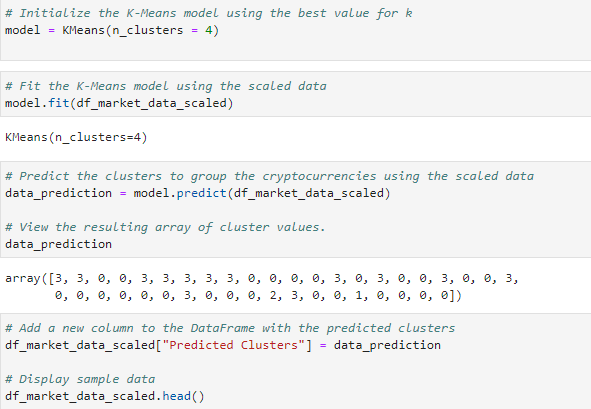 # Initialize the K-Means model using the best value for k
model = KMeans(n_clusters = 4)
# Fit the K-Means model using the scaled data
model.fit(df_market_data_scaled)
KMeans(n_clusters=4)
# Predict the clusters to group the cryptocurrencies using the scaled data
data_prediction = model.predict(df_market_data_scaled)
# View the resulting array of cluster values.
data_prediction
array([3, 3, 0, 0, 3, 3, 3, 3, 3, 0, 0, 0, 0, 3, 0, 3, 0, 0, 3, 0, 0, 3,
0, 0, 0, 0, 0, 0, 3, 0, 0, 0, 2, 3, 0, 0, 1, 0, 0, 0, 0])
# Add a new column to the DataFrame with the predicted clusters
df_market_data_scaled["Predicted Clusters"] = data_prediction
# Display sample data
df_market_data_scaled.head()